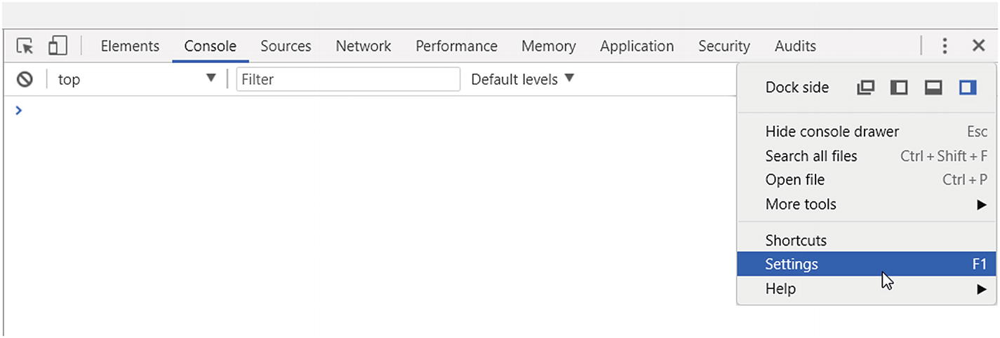 Elements Console Sources Network Performance Memory Application Security Audits
top Filter Default levels
Dock side
Hide console drawer Esc
Search all files Ctrl + Shift + F
Open file Ctrl + P
More tools
Shortcuts
Settings F1
Help